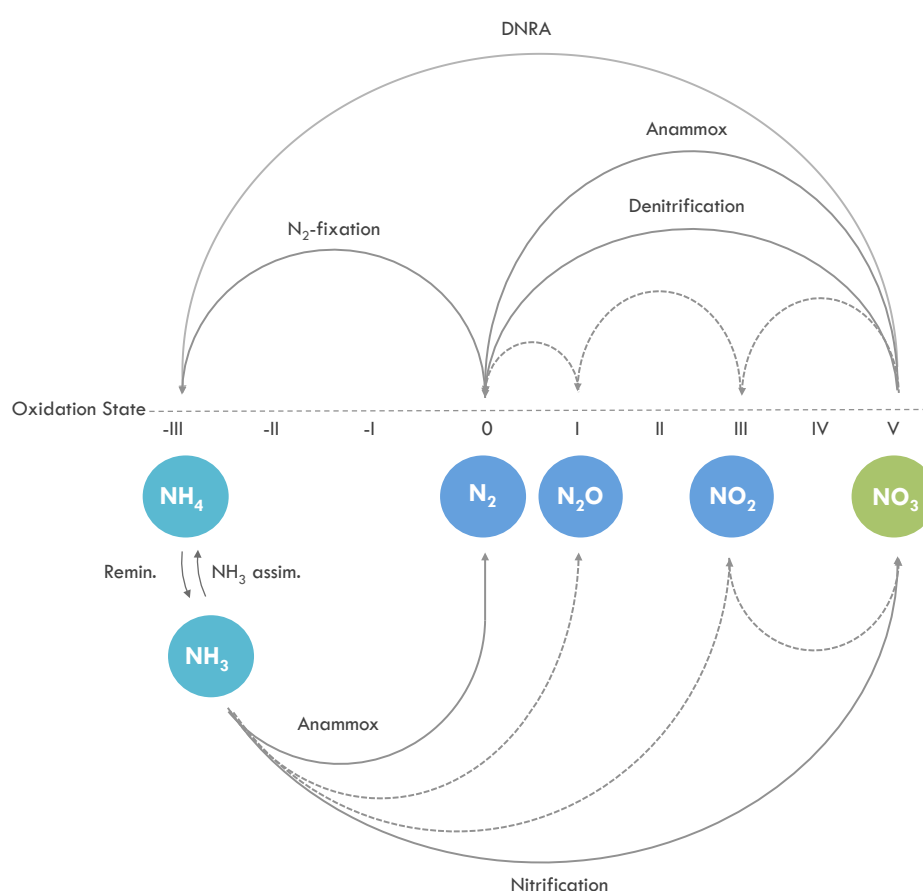 DNRA
Anammox
Denitrification
N₂-fixation
Oxidation State
-III -II -I 0 I II III IV V
NH₄ N₂ N₂O NO₂ NO₃
Remin. NH₃ assim.
NH₃
Anammox
Nitrification